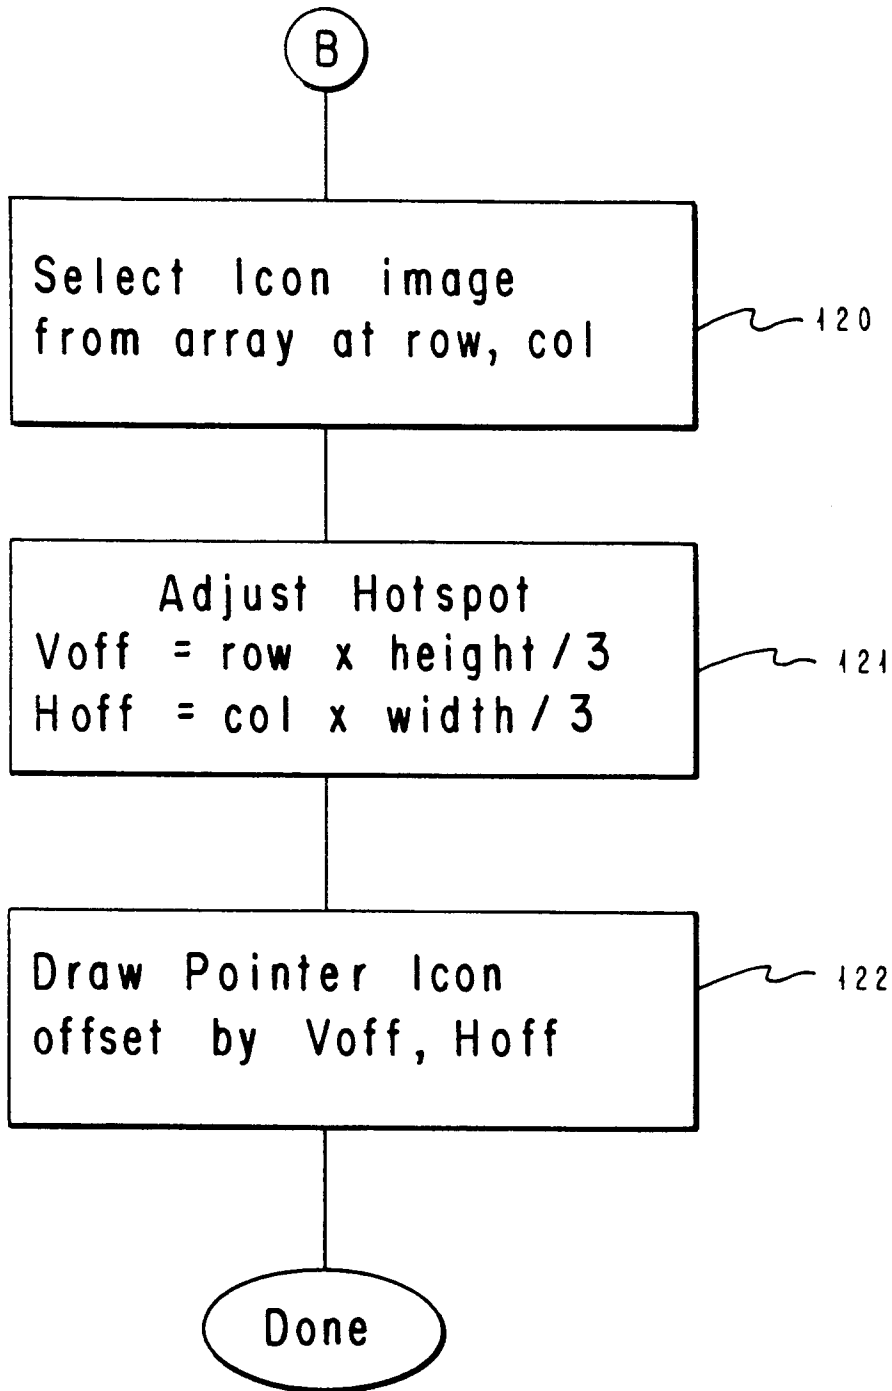 B
Select Icon image
from array at row, col
120
Adjust Hotspot
Voff = row x height/3
Hoff = col x width/3
121
Draw Pointer Icon
offset by Voff, Hoff
122
Done